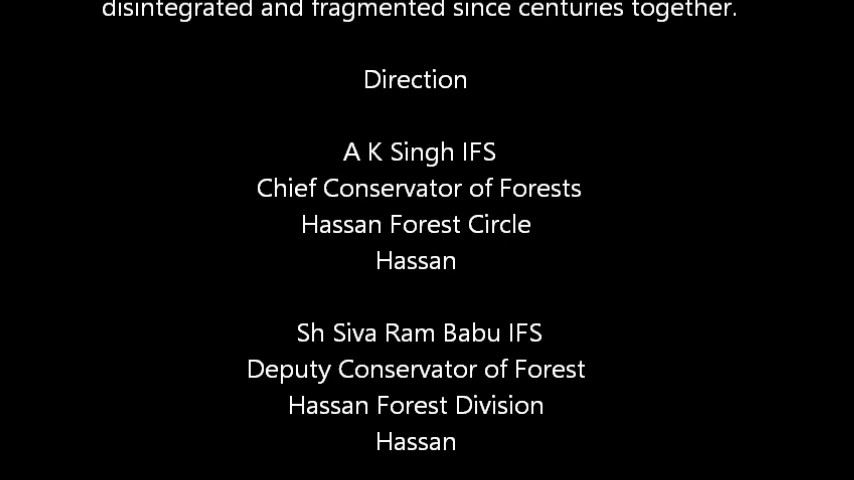 disintegrated and fragmented since centuries together.
Direction
A K Singh IFS
Chief Conservator of Forests
Hassan Forest Circle
Hassan
Sh Siva Ram Babu IFS
Deputy Conservator of Forest
Hassan Forest Division
Hassan